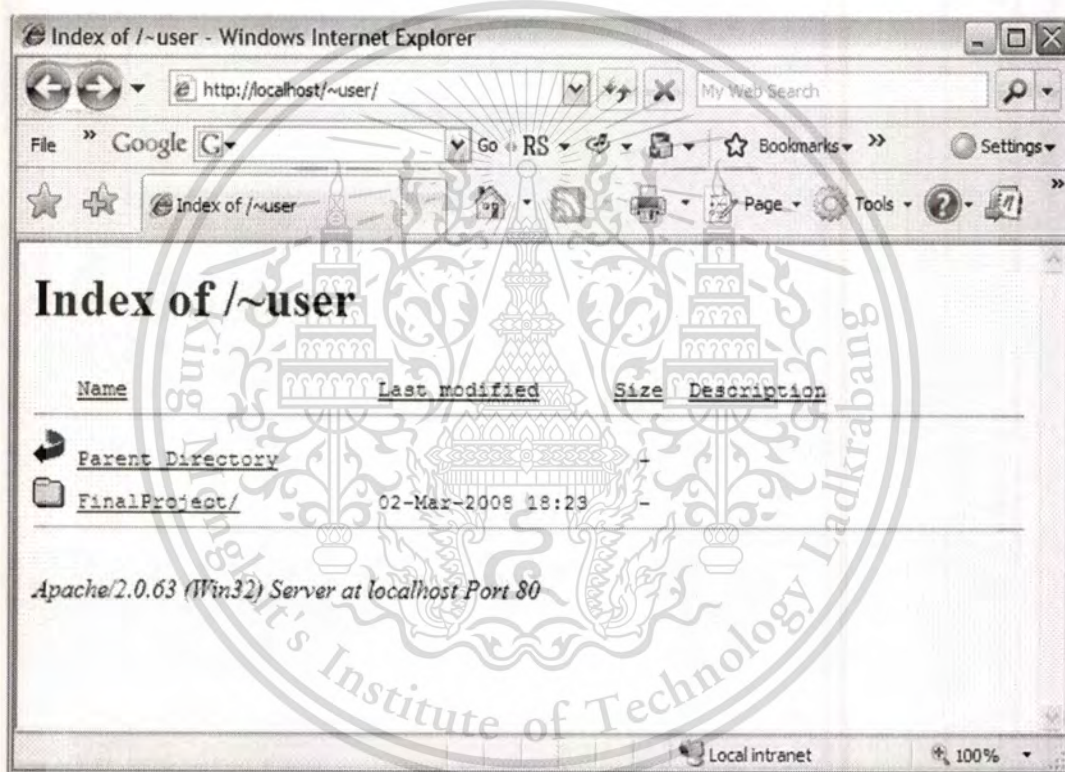 Index of /~user - Windows Internet Explorer
http://localhost/~user/
My Web Search
File » Google G Go RS Bookmarks » Settings
Index of /~user Page Tools »
Index of /~user
Name Last modified Size Description
Parent Directory -
FinalProject/ 02-Mar-2008 18:23 -
Apache/2.0.63 (Win32) Server at localhost Port 80
Local intranet 100%
King Mongkut's Institute of Technology Ladkrabang